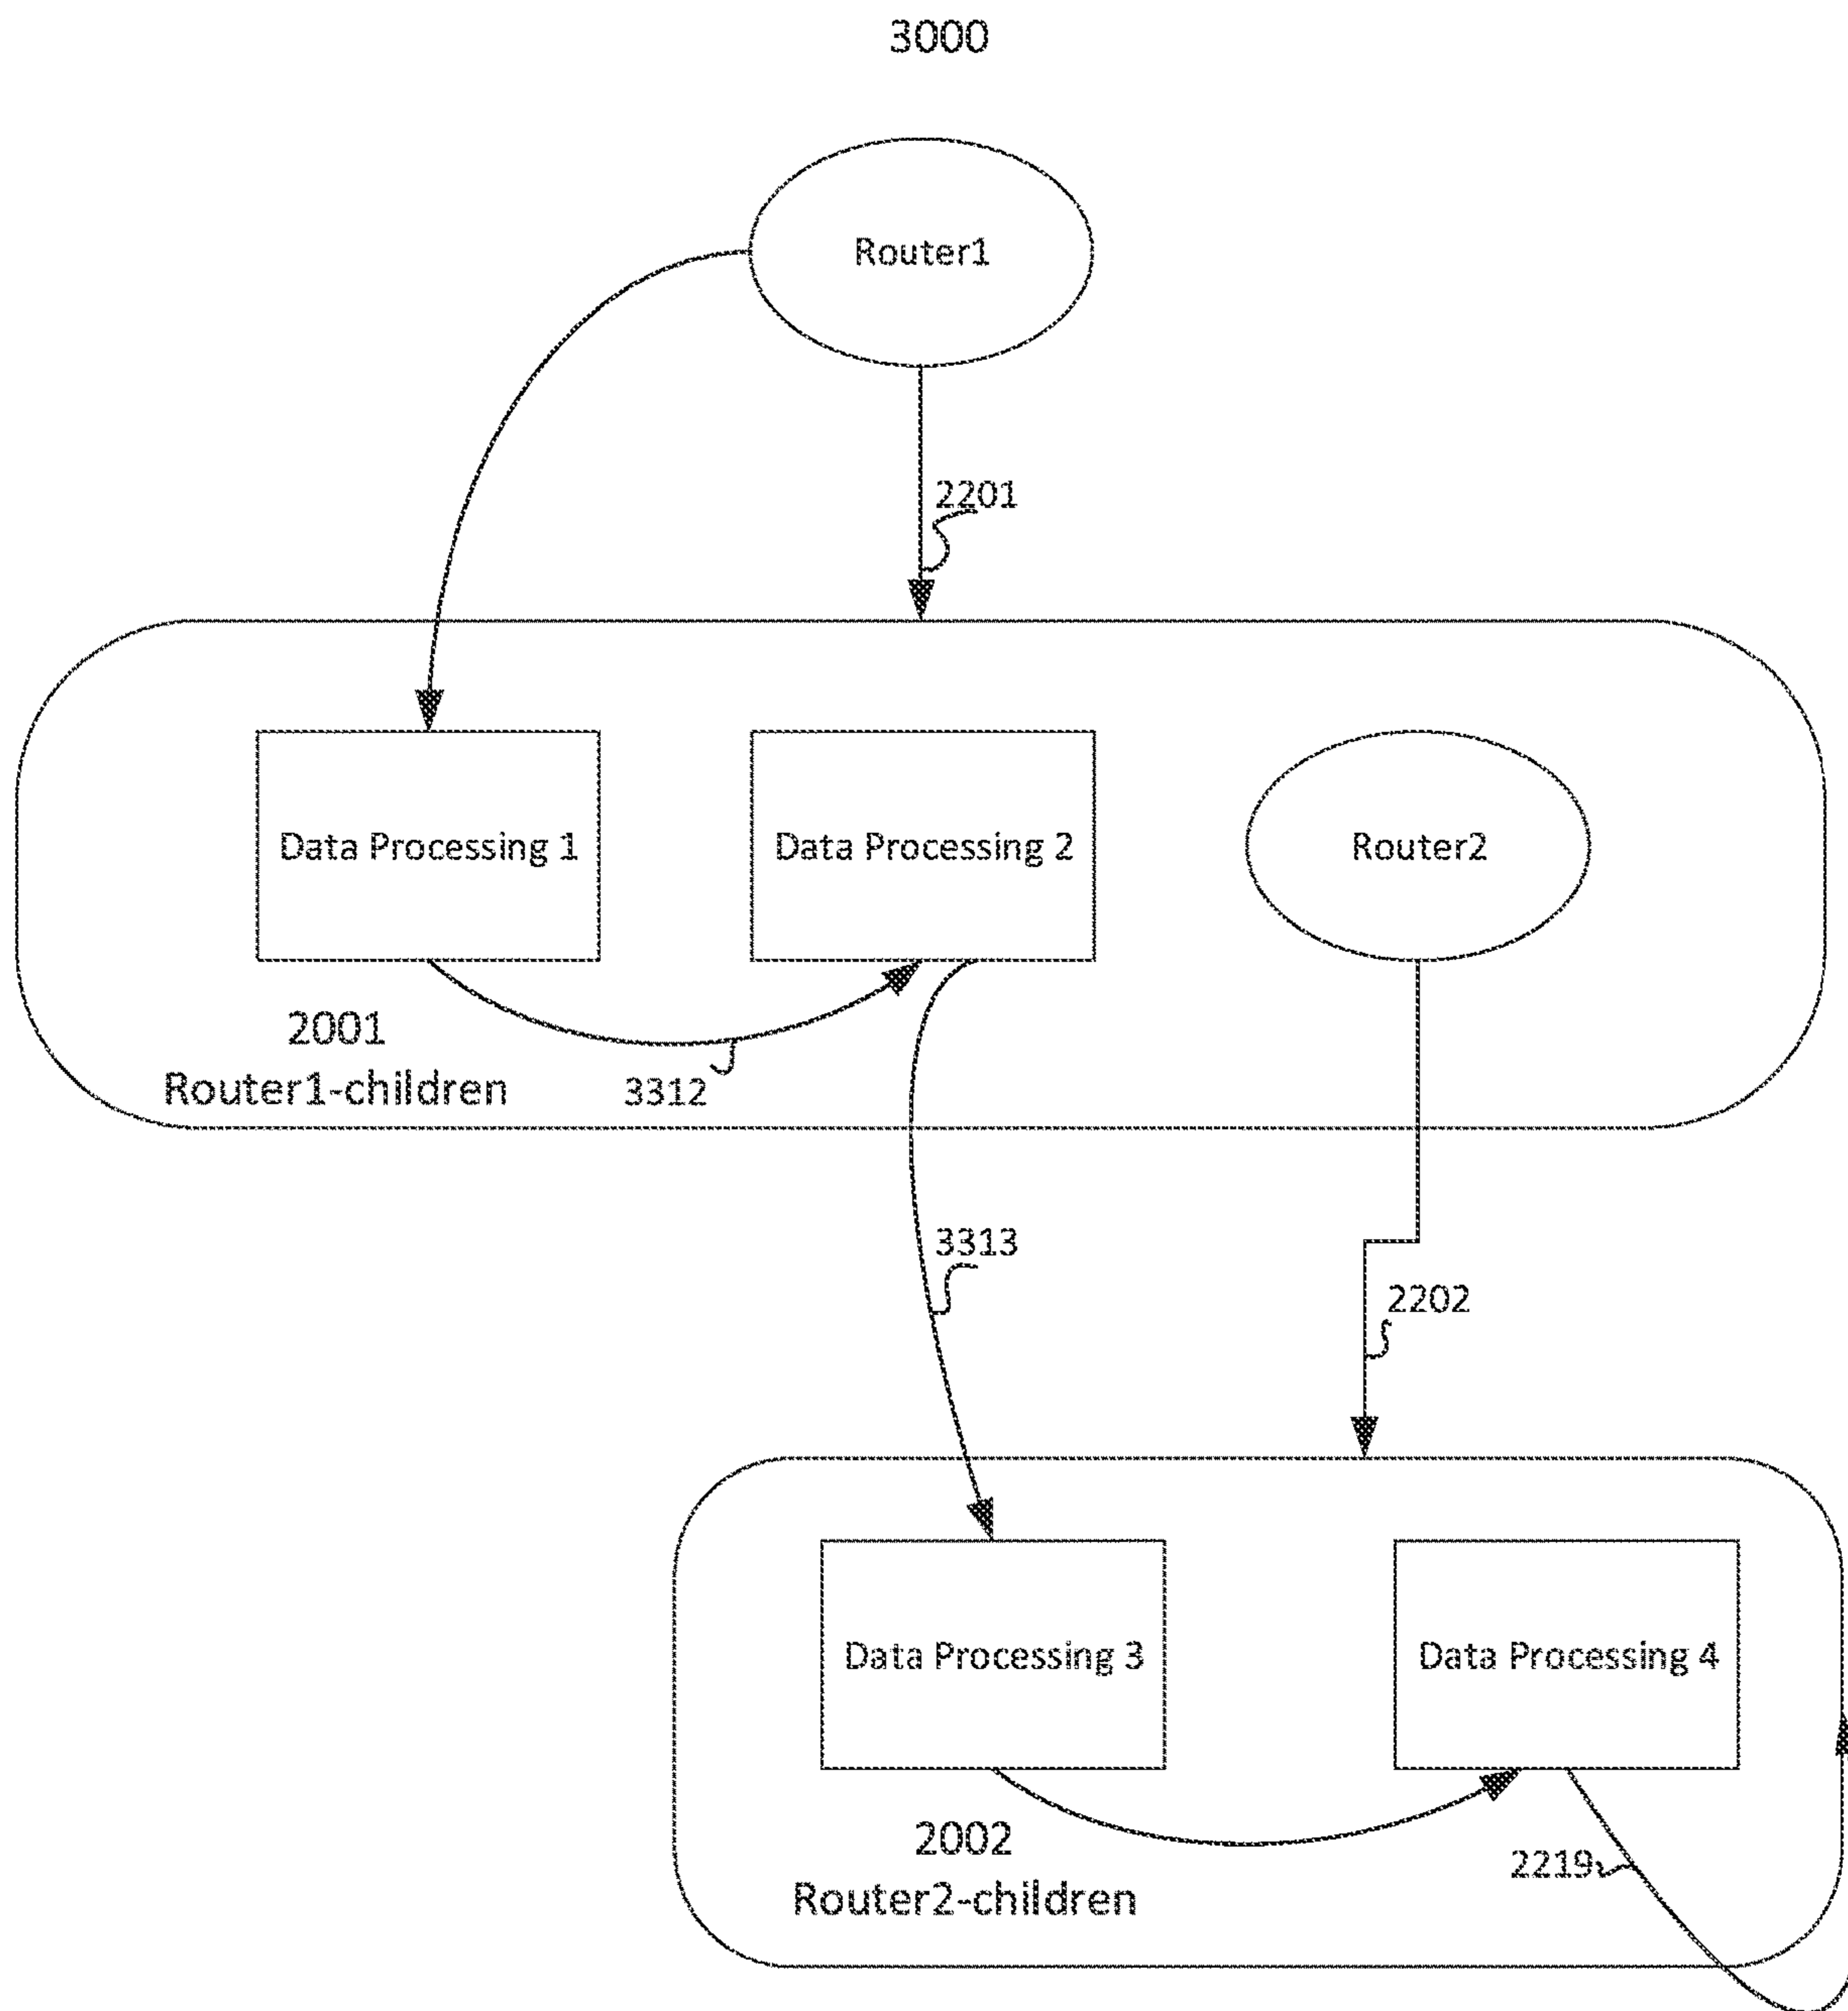 3000
Router1
2201
Data Processing 1
Data Processing 2
Router2
2001
Router1-children
3312
3313
2202
Data Processing 3
Data Processing 4
2002
Router2-children
2219